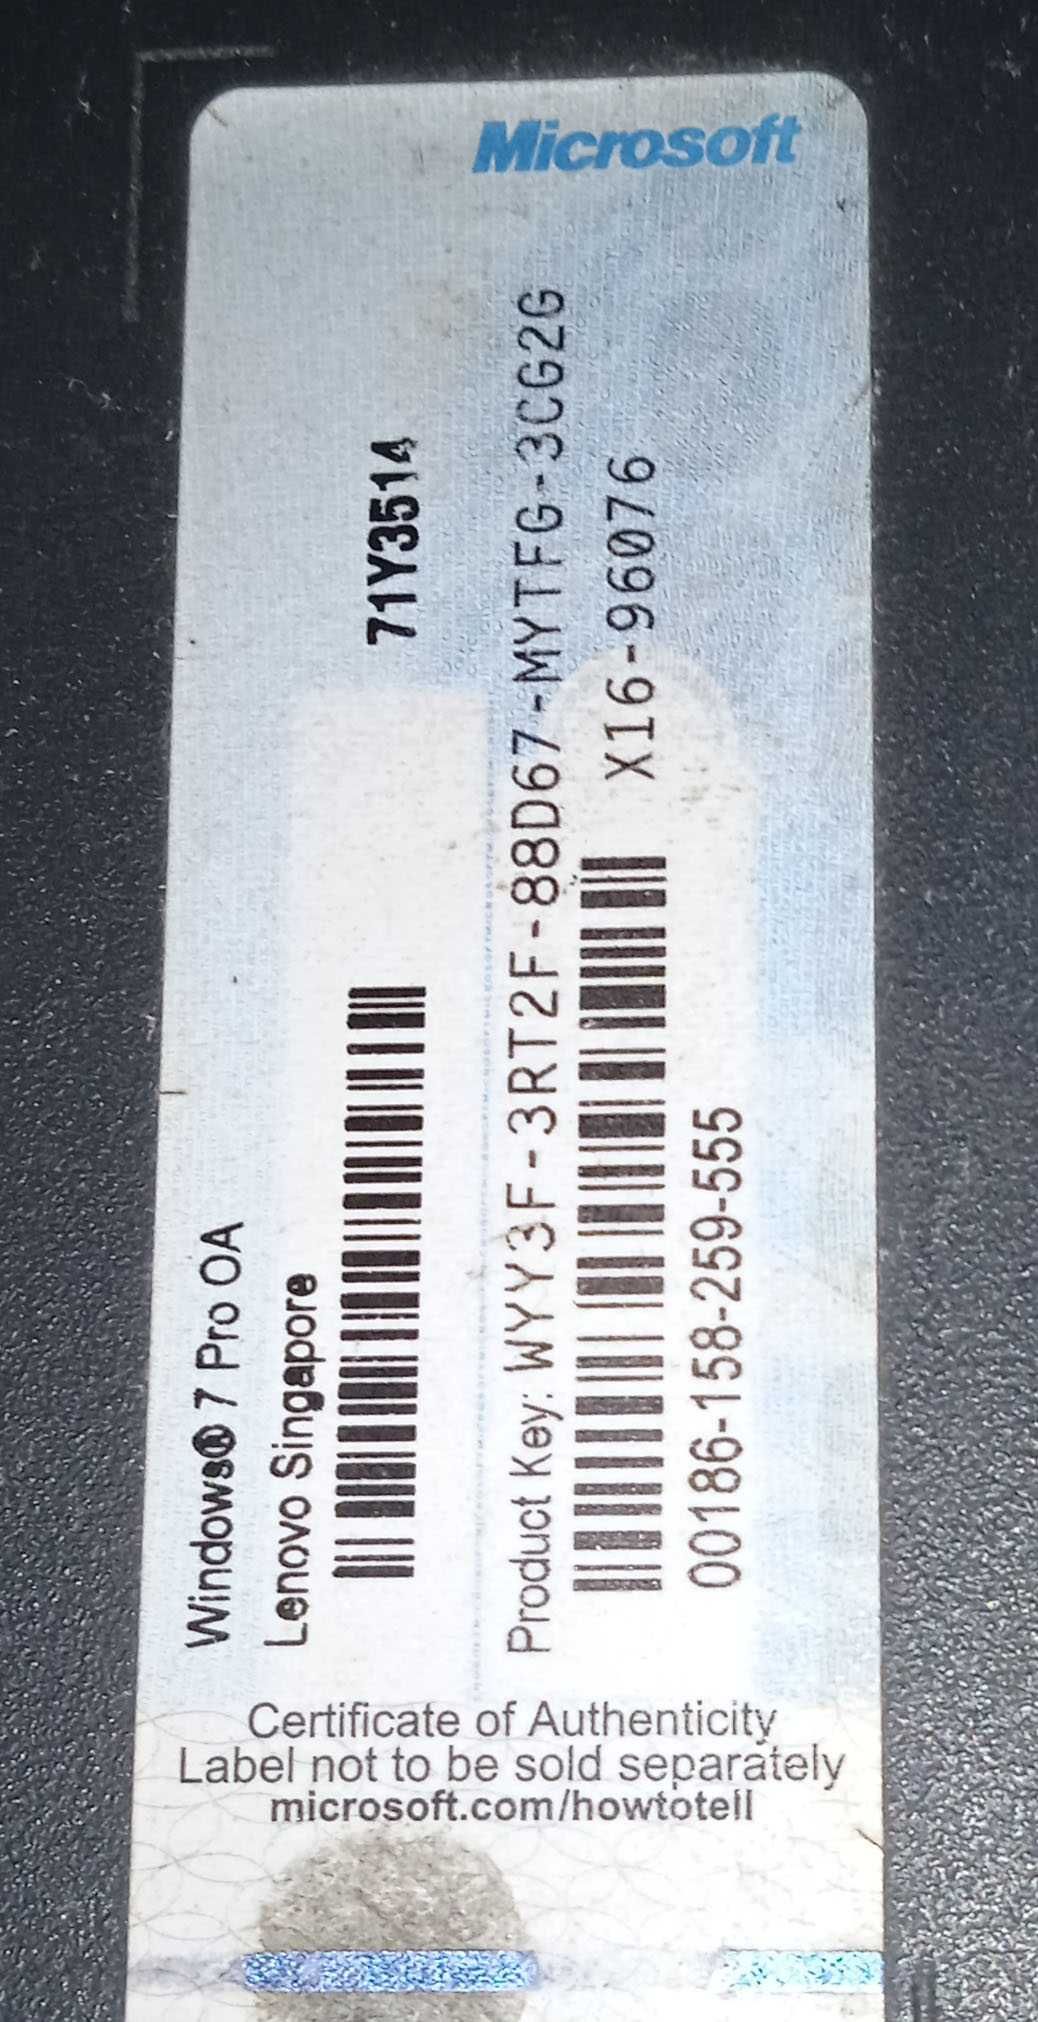 Microsoft
Windows® 7 Pro OA
Lenovo Singapore
71Y3514
Product Key: WYY3F-3RT2F-88D67-MYTFG-3CG2G
X16-96076
00186-158-259-555
Certificate of Authenticity
Label not to be sold separately
microsoft.com/howtotell